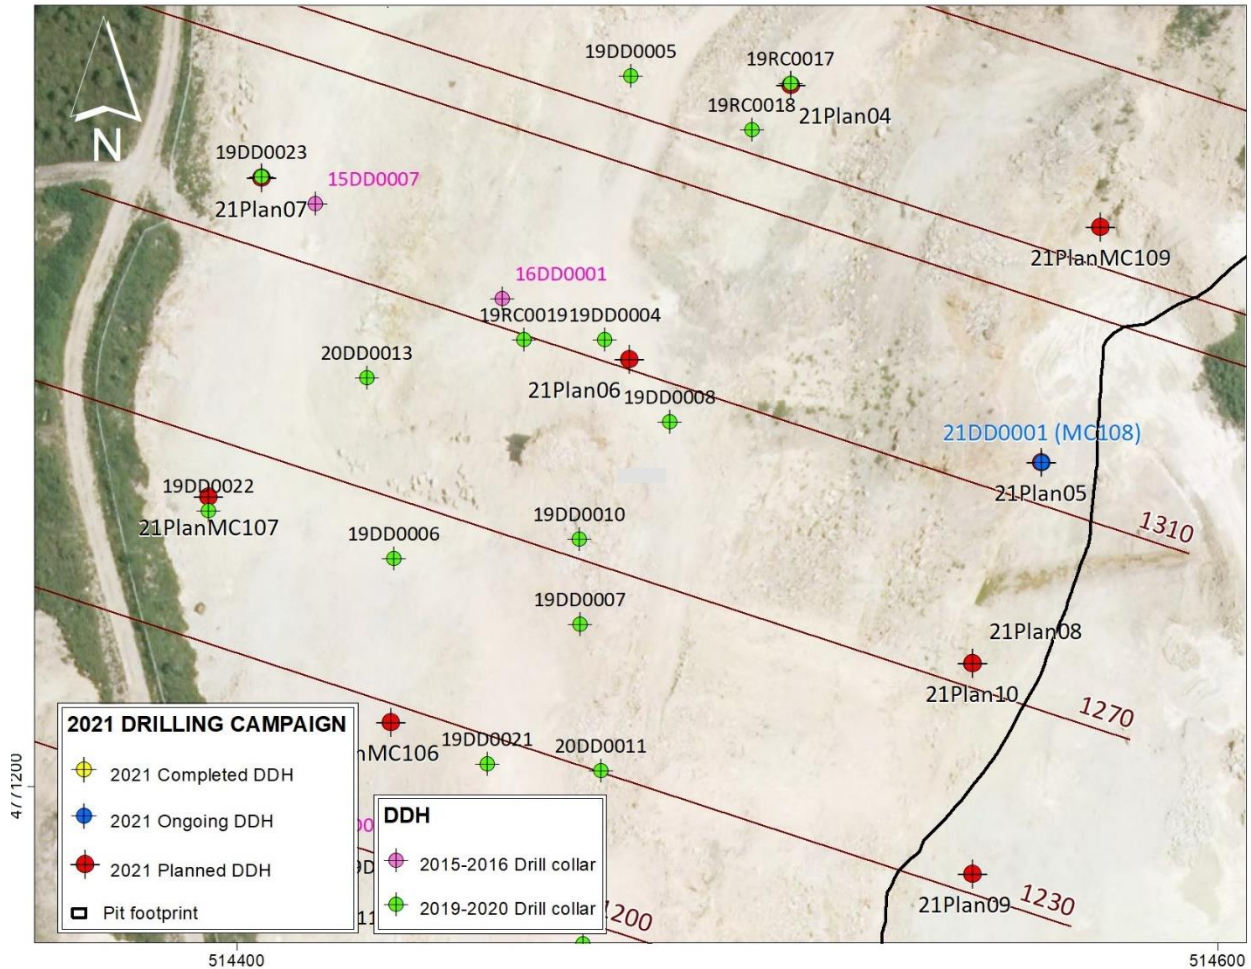 19DD0005
19RC0017
19RC0018
21Plan04
N
19DD0023
15DD0007
21Plan07
21PlanMC109
16DD0001
19RC0019
19DD0004
20DD0013
21Plan06
19DD0008
21DD0001 (MC108)
21Plan05
19DD0022
21PlanMC107
19DD0010
1310
19DD0006
19DD0007
21Plan08
21Plan10
1270
nMC106
19DD0021
20DD0011
4771200
21Plan09
1230
1200
2021 DRILLING CAMPAIGN
2021 Completed DDH
2021 Ongoing DDH
2021 Planned DDH
Pit footprint
DDH
2015-2016 Drill collar
2019-2020 Drill collar
514400
514600